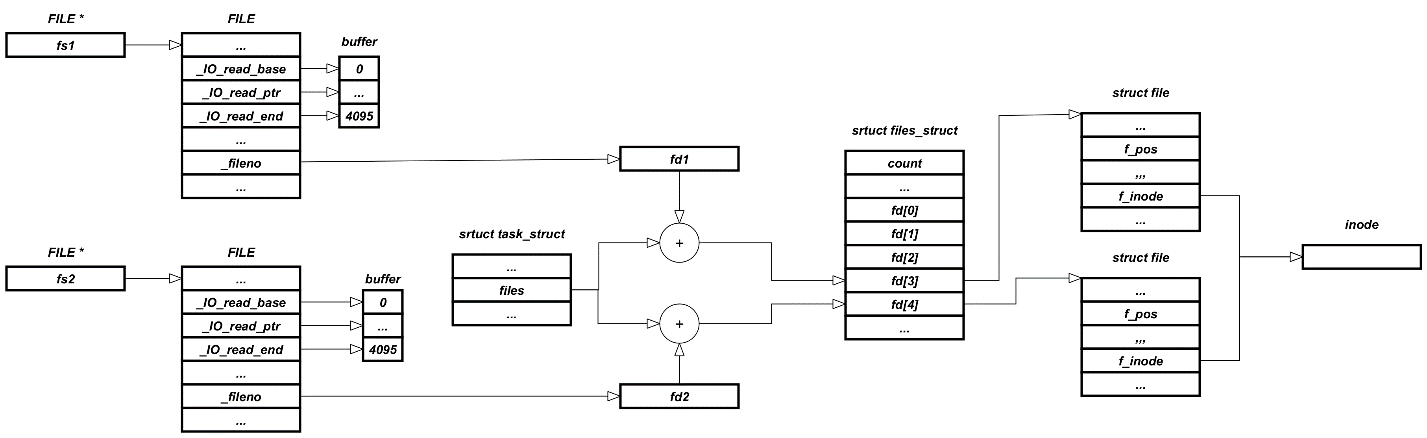 FILE *
fs1
FILE
...
_IO_read_base
_IO_read_ptr
_IO_read_end
...
_fileno
...
buffer
0
...
4095
FILE *
fs2
FILE
...
_IO_read_base
_IO_read_ptr
_IO_read_end
...
_fileno
...
buffer
0
...
4095
fd1
+
srtuct task_struct
...
files
...
+
fd2
srtuct files_struct
count
...
fd[0]
fd[1]
fd[2]
fd[3]
fd[4]
...
struct file
...
f_pos
,,,
f_inode
...
struct file
...
f_pos
,,,
f_inode
...
inode